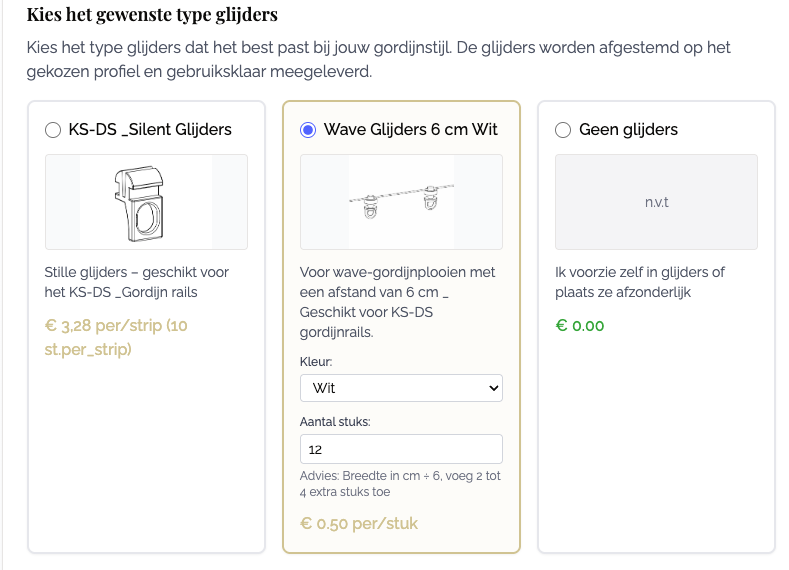 Kies het gewenste type glijders
Kies het type glijders dat het best past bij jouw gordijnstijl. De glijders worden afgestemd op het
gekozen profiel en gebruiksklaar meegeleverd.
KS-DS _Silent Glijders
Stille glijders – geschikt voor
het KS-DS _Gordijn rails
€ 3,28 per/strip (10
st.per_strip)
Wave Glijders 6 cm Wit
Voor wave-gordijnplooien met
een afstand van 6 cm _
Geschikt voor KS-DS
gordijnrails.
Kleur:
Wit
Aantal stuks:
12
Advies: Breedte in cm ÷ 6, voeg 2 tot
4 extra stuks toe
€ 0.50 per/stuk
Geen glijders
n.v.t
Ik voorzie zelf in glijders of
plaats ze afzonderlijk
€ 0.00